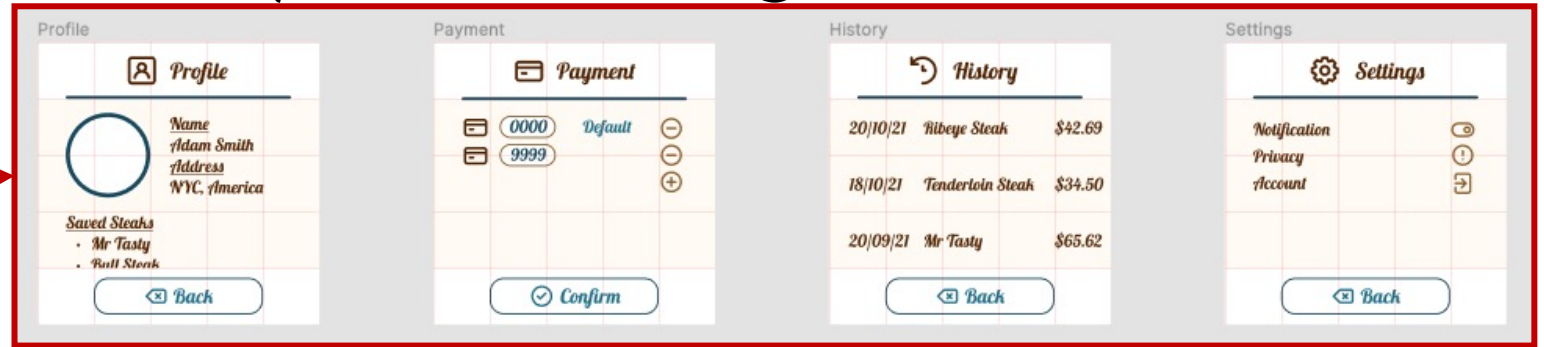 Profile
Profile
Name
Adam Smith
Address
NYC, America
Saved Steaks
• Mr Tasty
• Bull Steak
Back
Payment
Payment
0000 Default
9999
Confirm
History
History
20/10/21 Ribeye Steak $42.69
18/10/21 Tenderloin Steak $34.50
20/09/21 Mr Tasty $65.62
Back
Settings
Settings
Notification
Privacy
Account
Back